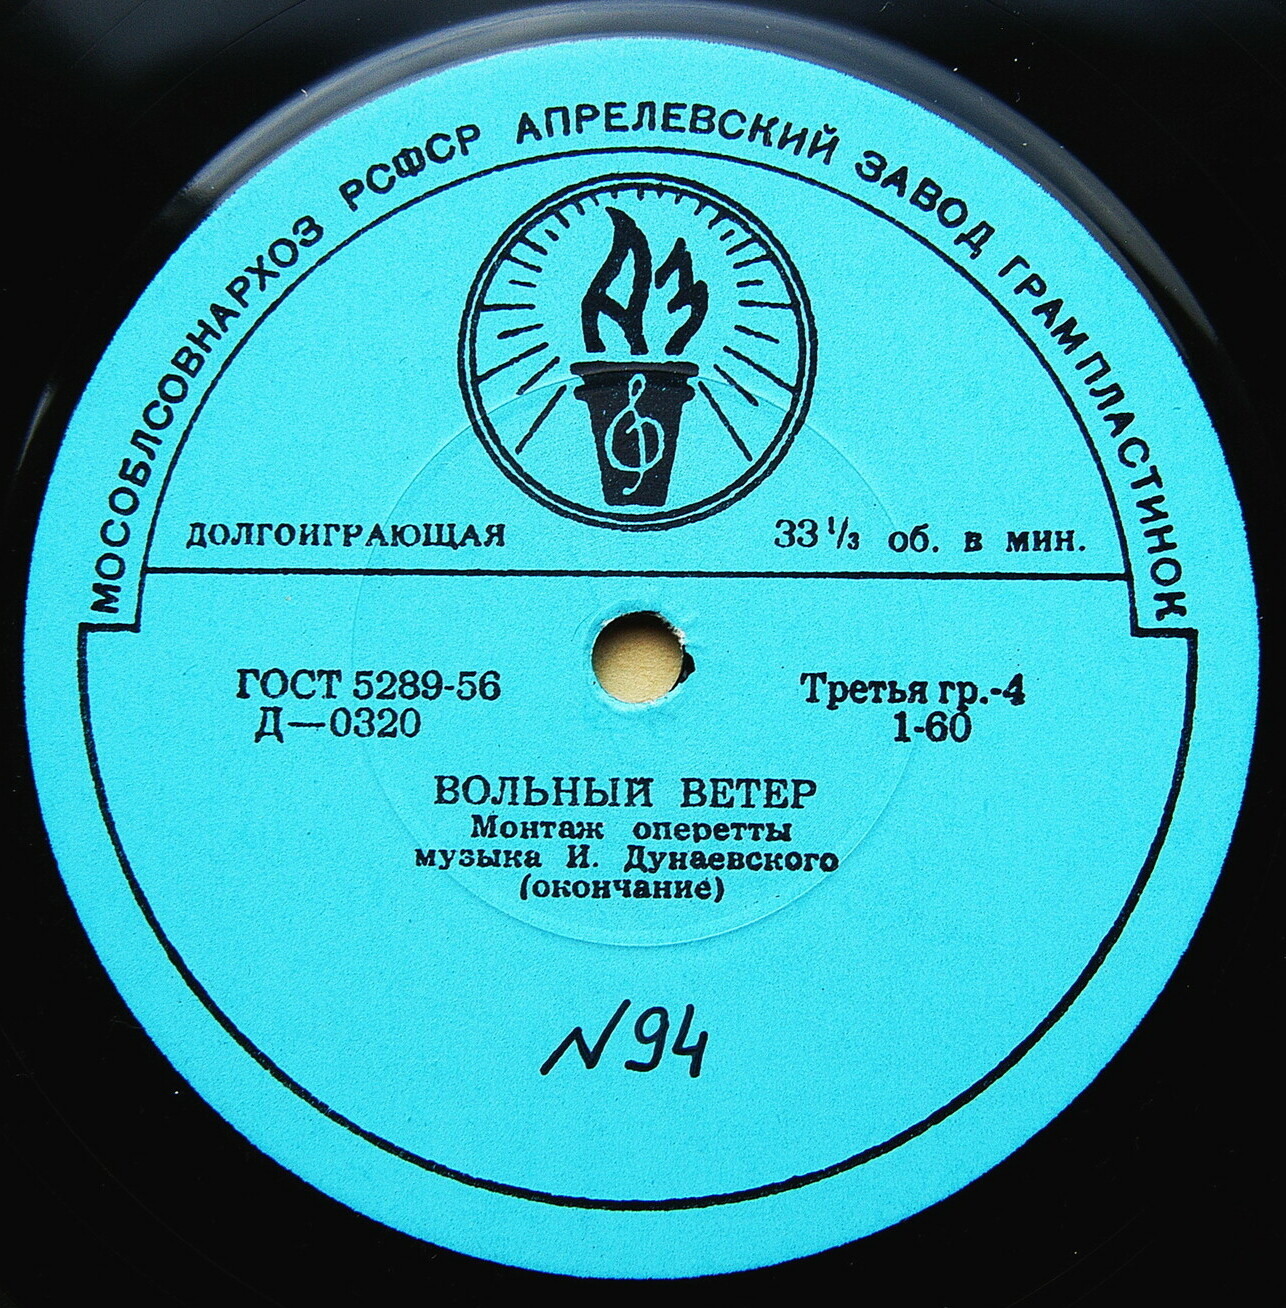 МОСОБЛСОВНАРХОЗ РСФСР АПРЕЛЕВСКИЙ ЗАВОД ГРАМПЛАСТИНОК
АЗ
ДОЛГОИГРАЮЩАЯ 33 1/3 об. в мин.
ГОСТ 5289-56 Третья гр.-4
Д—0320 1-60
ВОЛЬНЫЙ ВЕТЕР
Монтаж оперетты
музыка И. Дунаевского
(окончание)
N94